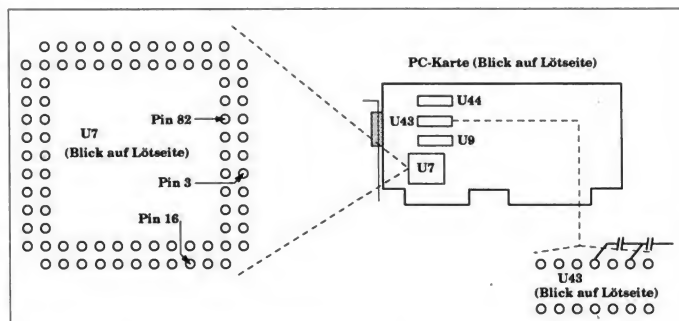 PC-Karte (Blick auf Lötseite)
U44
U43
U9
U7
Pin 82
U7
(Blick auf Lötseite)
Pin 3
Pin 16
U43
(Blick auf Lötseite)